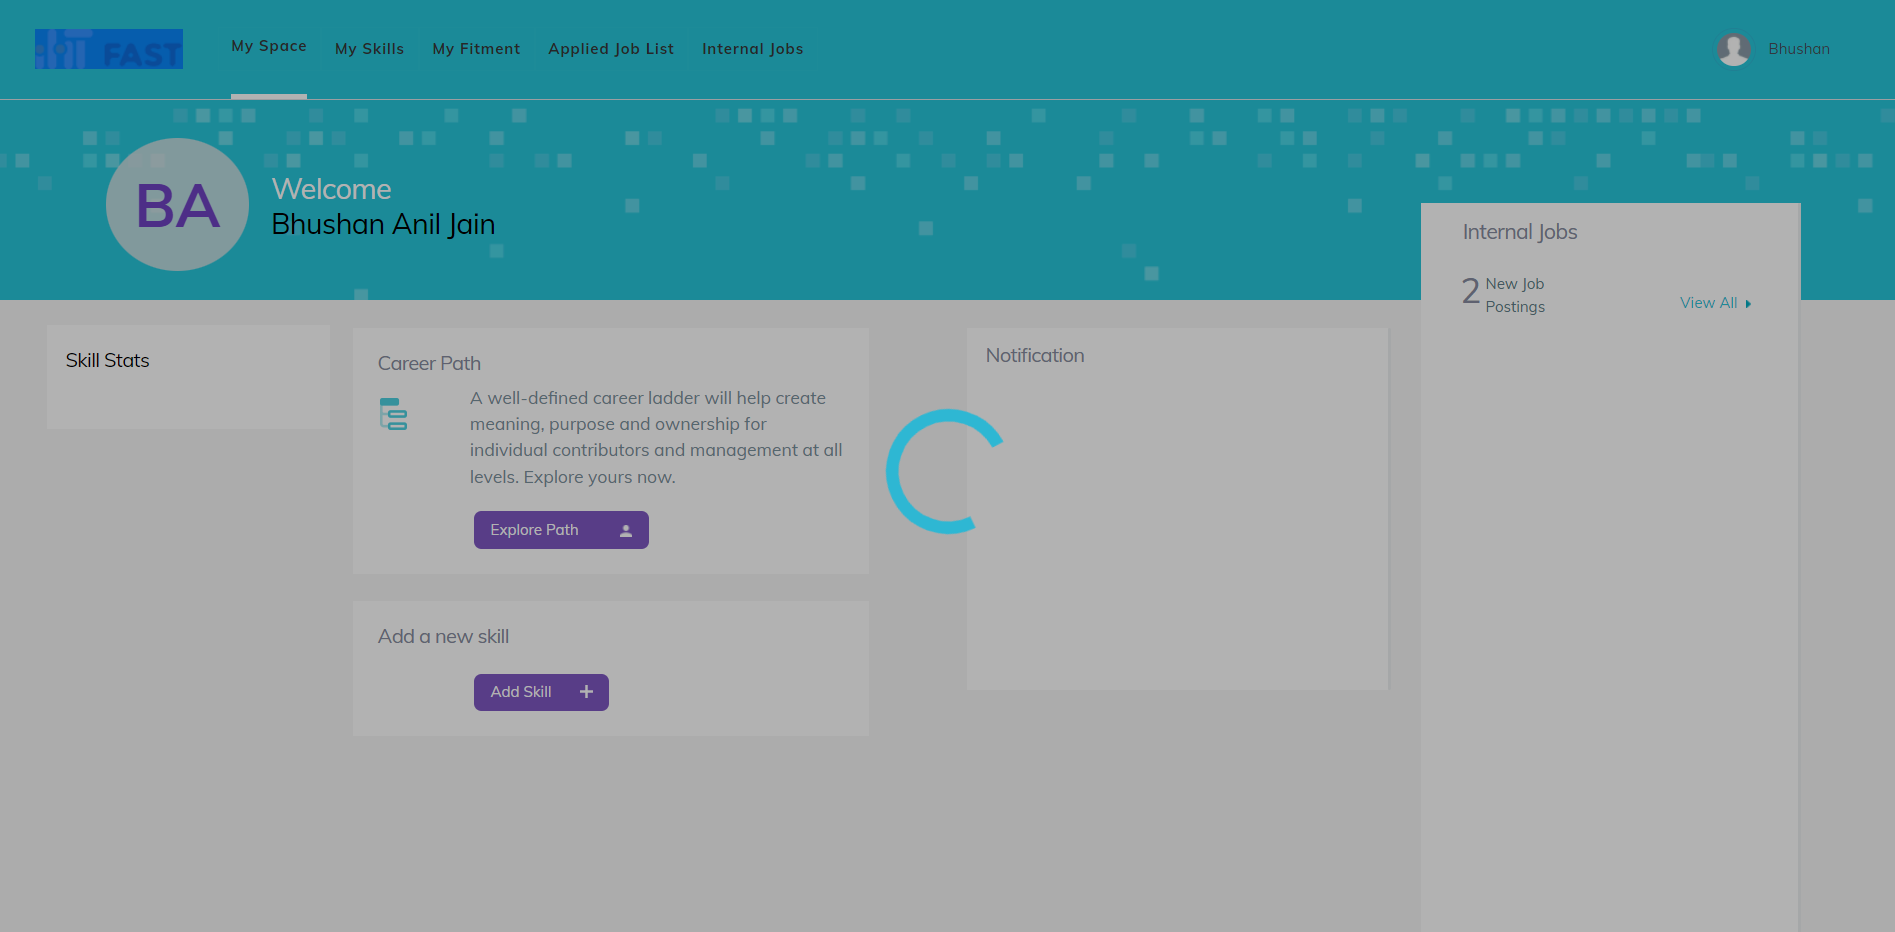 FAST
My Space
My Skills
My Fitment
Applied Job List
Internal Jobs
Bhushan
BA
Welcome
Bhushan Anil Jain
Internal Jobs
2
New Job
Postings
View All
Skill Stats
Career Path
A well-defined career ladder will help create
meaning, purpose and ownership for
individual contributors and management at all
levels. Explore yours now.
Explore Path
Notification
Add a new skill
Add Skill